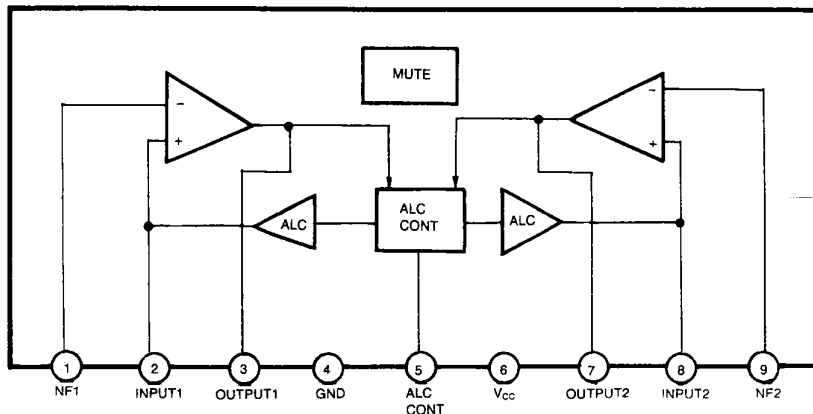 MUTE
−
+
−
+
ALC
ALC
CONT
ALC
1
2
3
4
5
6
7
8
9
NF1
INPUT1
OUTPUT1
GND
ALC
CONT
Vcc
OUTPUT2
INPUT2
NF2